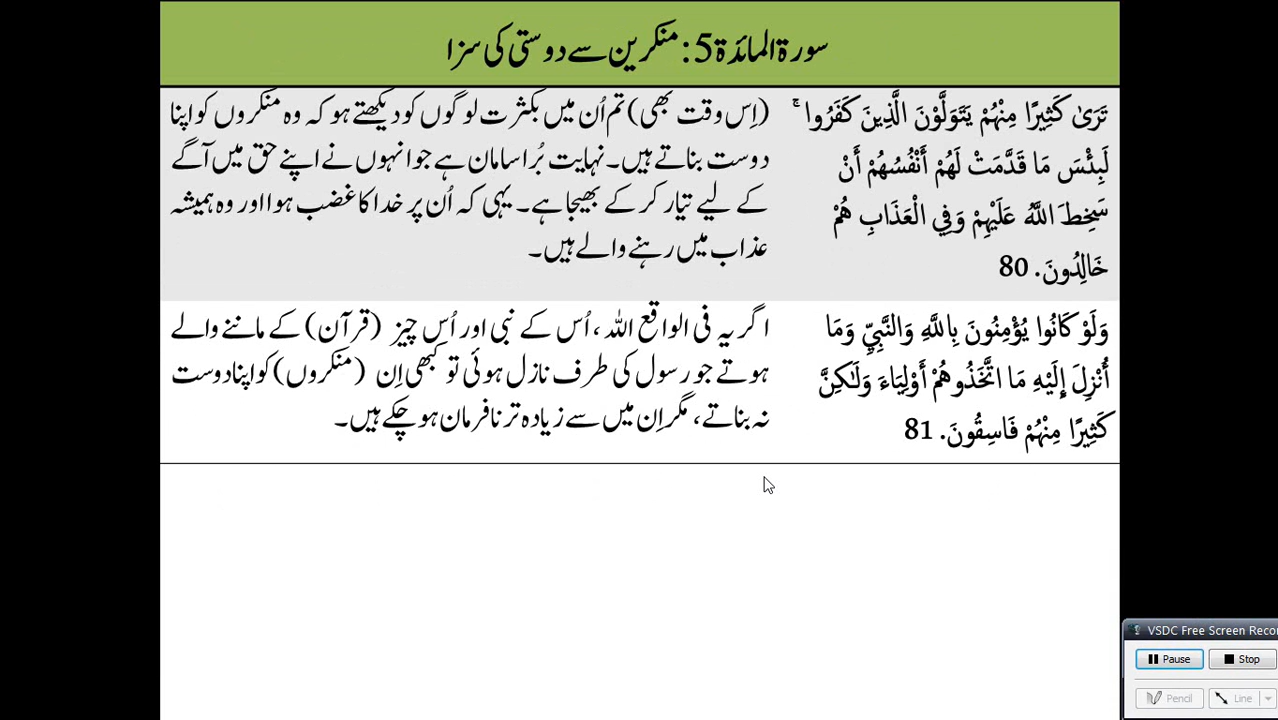 سورۃ المائدۃ 5: منکرین سے دوستی کی سزا
تَرَىٰ كَثِيرًا مِنْهُمْ يَتَوَلَّوْنَ الَّذِينَ كَفَرُوا ۚ
لَبِئْسَ مَا قَدَّمَتْ لَهُمْ أَنْفُسُهُمْ أَنْ
سَخِطَ اللَّهُ عَلَيْهِمْ وَفِي الْعَذَابِ هُمْ
خَالِدُونَ. 80
(اِس وقت بھی) تم اُن میں بکثرت لوگوں کو دیکھتے ہو کہ وہ منکروں کو اپنا
دوست بناتے ہیں۔ نہایت بُرا سامان ہے جو انہوں نے اپنے حق میں آگے
کے لیے تیّار کر کے بھیجا ہے۔ یہی کہ اُن پر خدا کا غضب ہوا اور وہ ہمیشہ
عذاب میں رہنے والے ہیں۔
وَلَوْ كَانُوا يُؤْمِنُونَ بِاللَّهِ وَالنَّبِيِّ وَمَا
أُنْزِلَ إِلَيْهِ مَا اتَّخَذُوهُمْ أَوْلِيَاءَ وَلَٰكِنَّ
كَثِيرًا مِنْهُمْ فَاسِقُونَ. 81
اگر یہ فی الواقع اللہ، اُس کے نبی اور اُس چیز (قرآن) کے ماننے والے
ہوتے جو رسول کی طرف نازل ہوئی تو کبھی اِن (منکروں) کو اپنا دوست
نہ بناتے، مگر اِن میں سے زیادہ تر نافرمان ہو چکے ہیں۔
VSDC Free Screen Recor
Pause Stop
Pencil Line